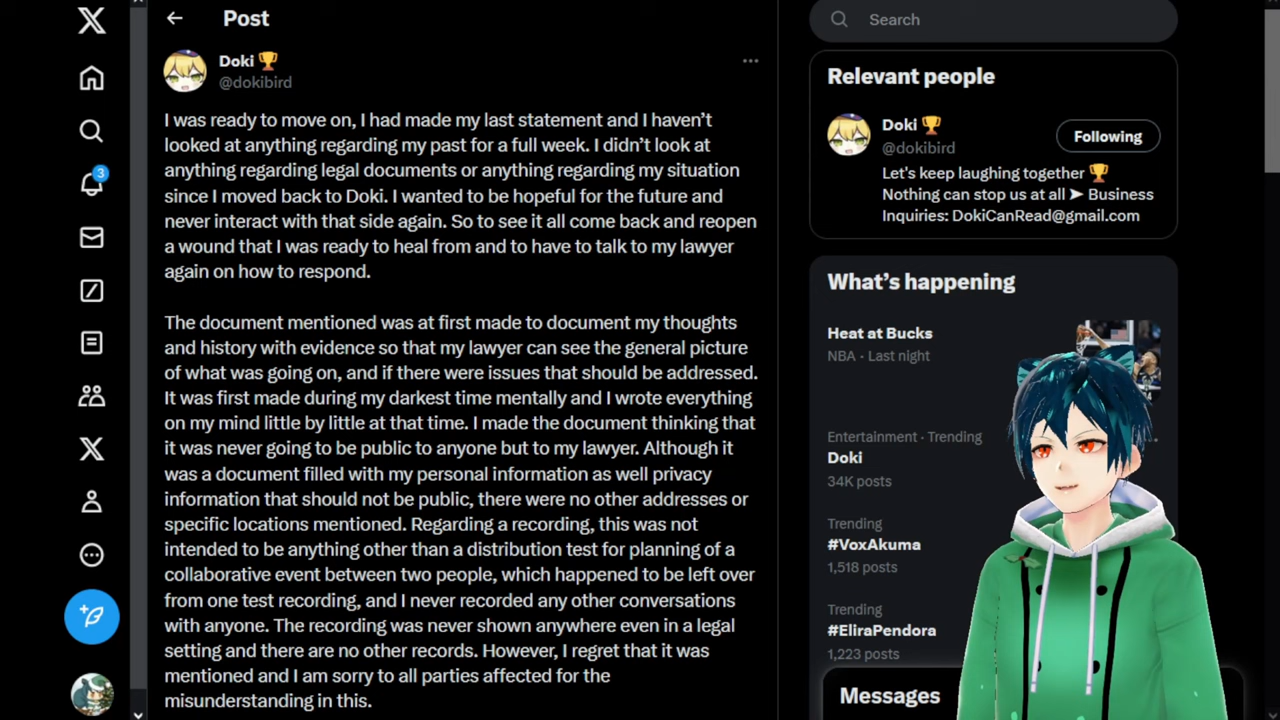 Post
Doki 🏆
@dokibird
I was ready to move on, I had made my last statement and I haven't
looked at anything regarding my past for a full week. I didn't look at
anything regarding legal documents or anything regarding my situation
since I moved back to Doki. I wanted to be hopeful for the future and
never interact with that side again. So to see it all come back and reopen
a wound that I was ready to heal from and to have to talk to my lawyer
again on how to respond.
The document mentioned was at first made to document my thoughts
and history with evidence so that my lawyer can see the general picture
of what was going on, and if there were issues that should be addressed.
It was first made during my darkest time mentally and I wrote everything
on my mind little by little at that time. I made the document thinking that
it was never going to be public to anyone but to my lawyer. Although it
was a document filled with my personal information as well privacy
information that should not be public, there were no other addresses or
specific locations mentioned. Regarding a recording, this was not
intended to be anything other than a distribution test for planning of a
collaborative event between two people, which happened to be left over
from one test recording, and I never recorded any other conversations
with anyone. The recording was never shown anywhere even in a legal
setting and there are no other records. However, I regret that it was
mentioned and I am sorry to all parties affected for the
misunderstanding in this.
3
Search
Relevant people
Doki 🏆
@dokibird
Following
Let's keep laughing together 🏆
Nothing can stop us at all ➤ Business
Inquiries: DokiCanRead@gmail.com
What's happening
Heat at Bucks
NBA · Last night
Entertainment · Trending
Doki
34K posts
Trending
#VoxAkuma
1,518 posts
Trending
#EliraPendora
1,223 posts
Messages